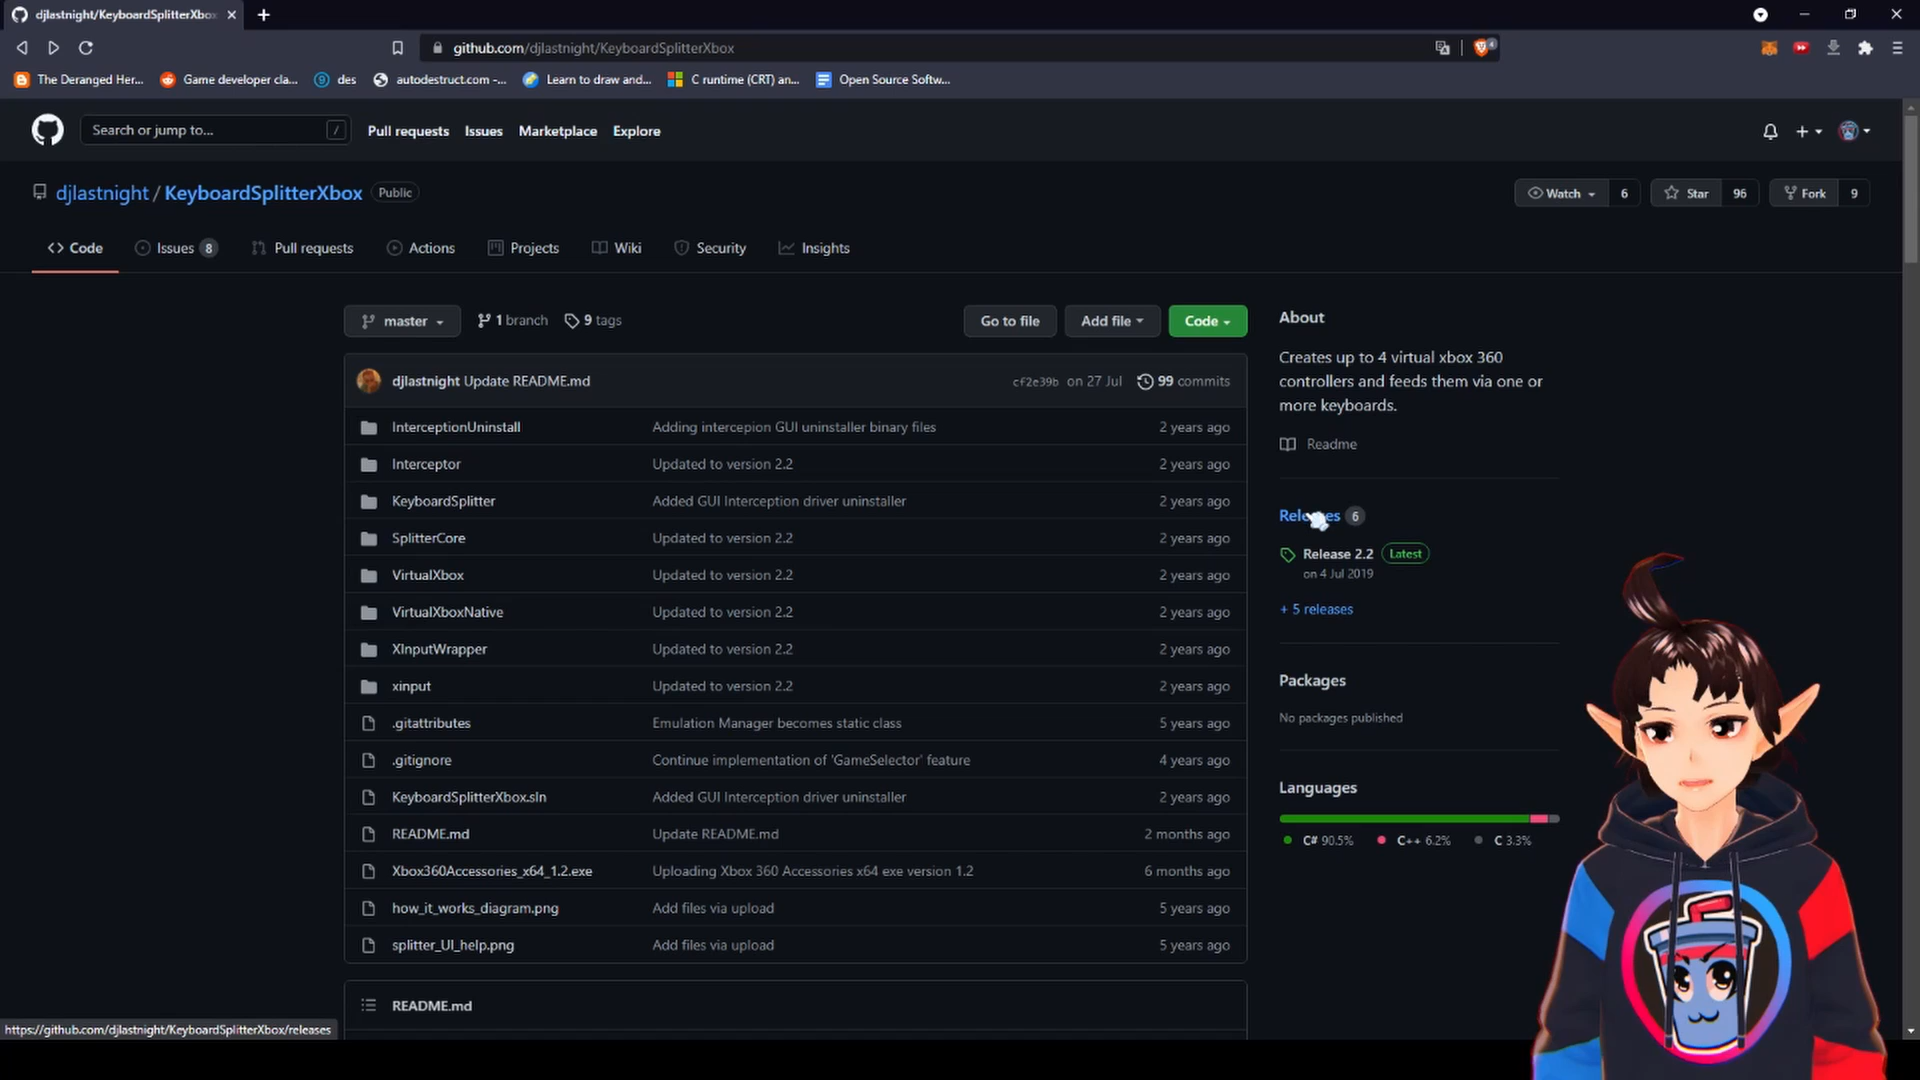 djlastnight/KeyboardSplitterXbox
github.com/djlastnight/KeyboardSplitterXbox
4
The Deranged Her...
Game developer cla...
des
autodestruct.com -...
Learn to draw and...
C runtime (CRT) an...
Open Source Softw...
Search or jump to...
/
Pull requests
Issues
Marketplace
Explore
djlastnight / KeyboardSplitterXbox
Public
Watch
6
Star
96
Fork
9
Code
Issues 8
Pull requests
Actions
Projects
Wiki
Security
Insights
master
1 branch
9 tags
Go to file
Add file
Code
djlastnight Update README.md
cf2e39b on 27 Jul
99 commits
InterceptionUninstall
Adding intercepion GUI uninstaller binary files
2 years ago
Interceptor
Updated to version 2.2
2 years ago
KeyboardSplitter
Added GUI Interception driver uninstaller
2 years ago
SplitterCore
Updated to version 2.2
2 years ago
VirtualXbox
Updated to version 2.2
2 years ago
VirtualXboxNative
Updated to version 2.2
2 years ago
XInputWrapper
Updated to version 2.2
2 years ago
xinput
Updated to version 2.2
2 years ago
.gitattributes
Emulation Manager becomes static class
5 years ago
.gitignore
Continue implementation of 'GameSelector' feature
4 years ago
KeyboardSplitterXbox.sln
Added GUI Interception driver uninstaller
2 years ago
README.md
Update README.md
2 months ago
Xbox360Accessories_x64_1.2.exe
Uploading Xbox 360 Accessories x64 exe version 1.2
6 months ago
how_it_works_diagram.png
Add files via upload
5 years ago
splitter_UI_help.png
Add files via upload
5 years ago
README.md
About
Creates up to 4 virtual xbox 360
controllers and feeds them via one or
more keyboards.
Readme
Releases 6
Release 2.2
Latest
on 4 Jul 2019
+ 5 releases
Packages
No packages published
Languages
C# 90.5%
C++ 6.2%
C 3.3%
https://github.com/djlastnight/KeyboardSplitterXbox/releases